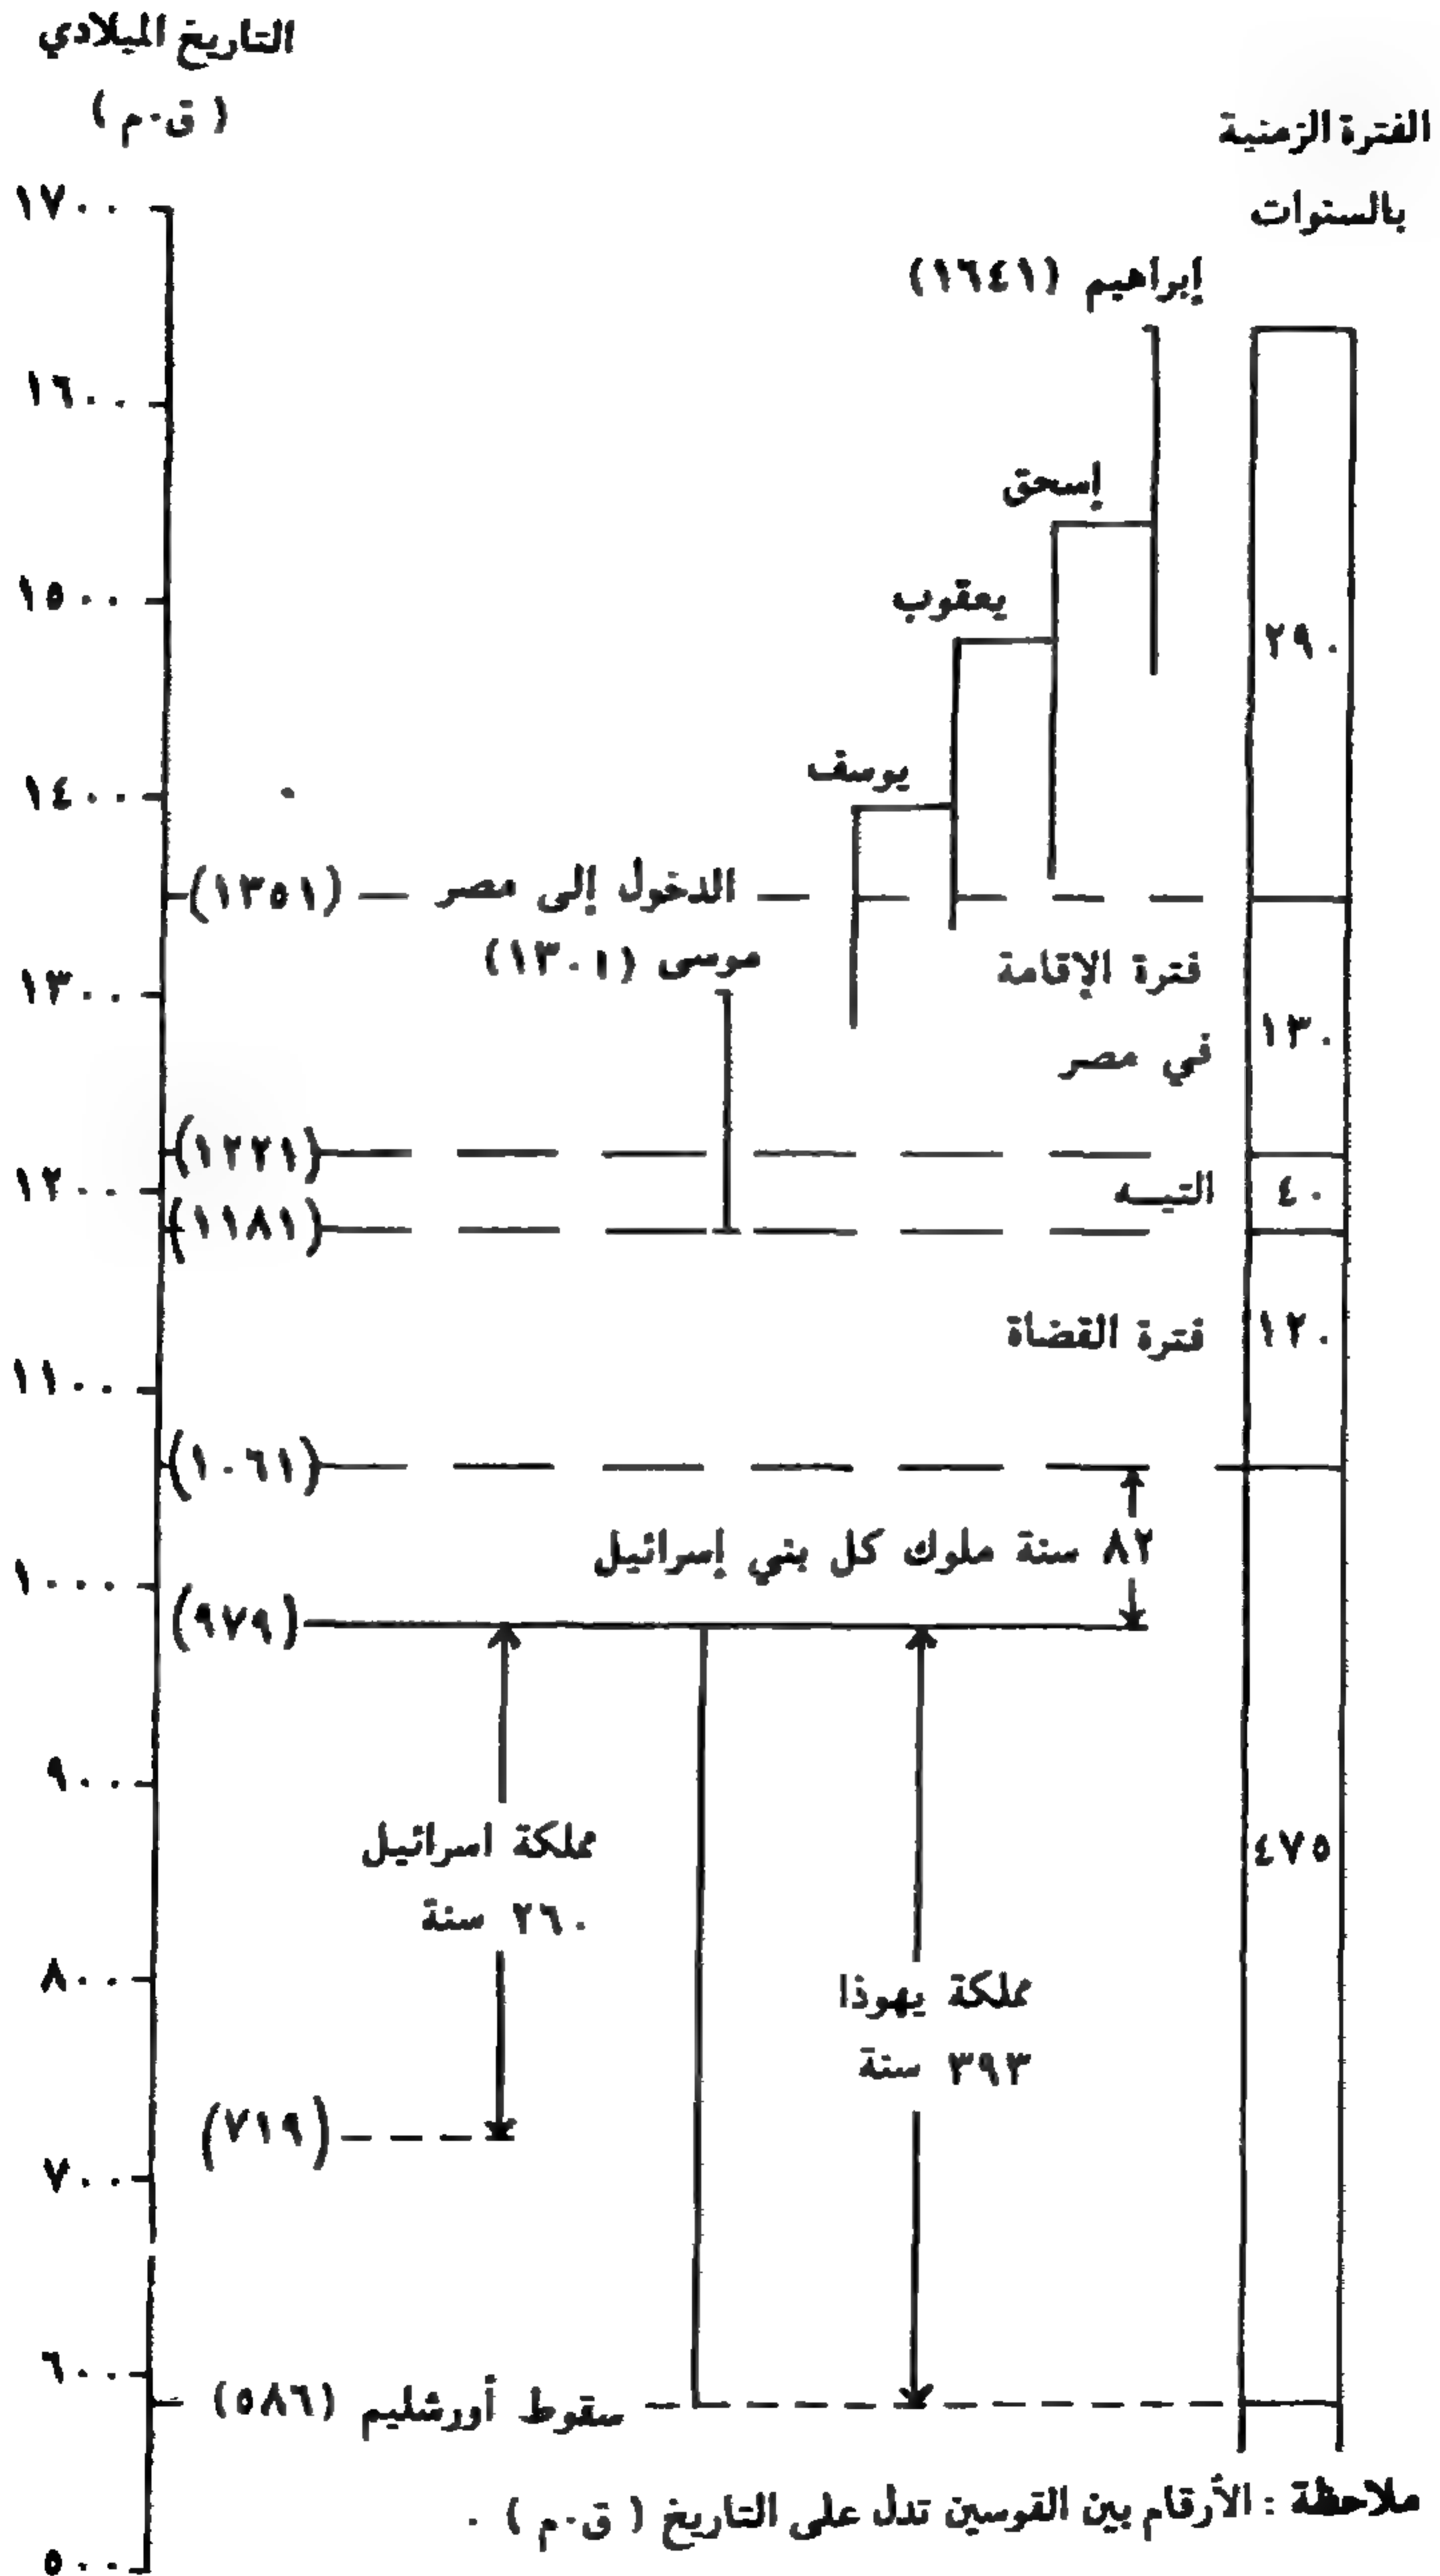 التاريخ الميلادي
( ق.م )
الفترة الزمنية
بالسنوات
١٧٠٠
إبراهيم (١٦٤١)
١٦٠٠
إسحق
١٥٠٠
يعقوب
٢٩٠
يوسف
١٤٠٠
(١٣٥١) الدخول إلى مصر
موسى (١٣٠١)
فترة الإقامة
١٣٠٠
في مصر
١٣٠
(١٢٢١)
١٢٠٠
التيـه
٤٠
(١١٨١)
فترة القضاة
١٢٠
١١٠٠
(١٠٦١)
٨٢ سنة ملوك كل بني إسرائيل
١٠٠٠
(٩٧٩)
٩٠٠
مملكة اسرائيل
٢٦٠ سنة
٤٧٥
٨٠٠
مملكة يهوذا
٣٩٣ سنة
(٧١٩)
٧٠٠
٦٠٠
سقوط أورشليم (٥٨٦)
ملاحظة : الأرقام بين القوسين تدل على التاريخ ( ق.م ) .
٥٠٠